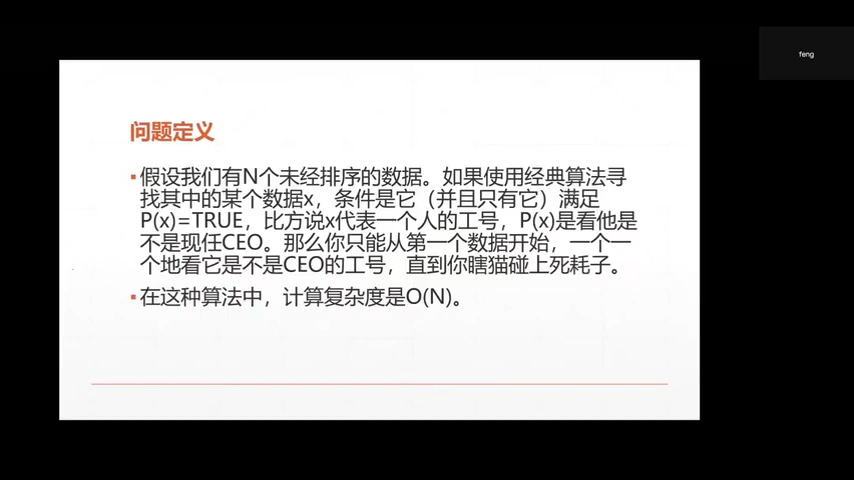 feng
问题定义
▪假设我们有N个未经排序的数据。如果使用经典算法寻
找其中的某个数据x，条件是它（并且只有它）满足
P(x)=TRUE，比方说x代表一个人的工号，P(x)是看他是
不是现任CEO。那么你只能从第一个数据开始，一个一
个地看它是不是CEO的工号，直到你瞎猫碰上死耗子。
▪在这种算法中，计算复杂度是O(N)。